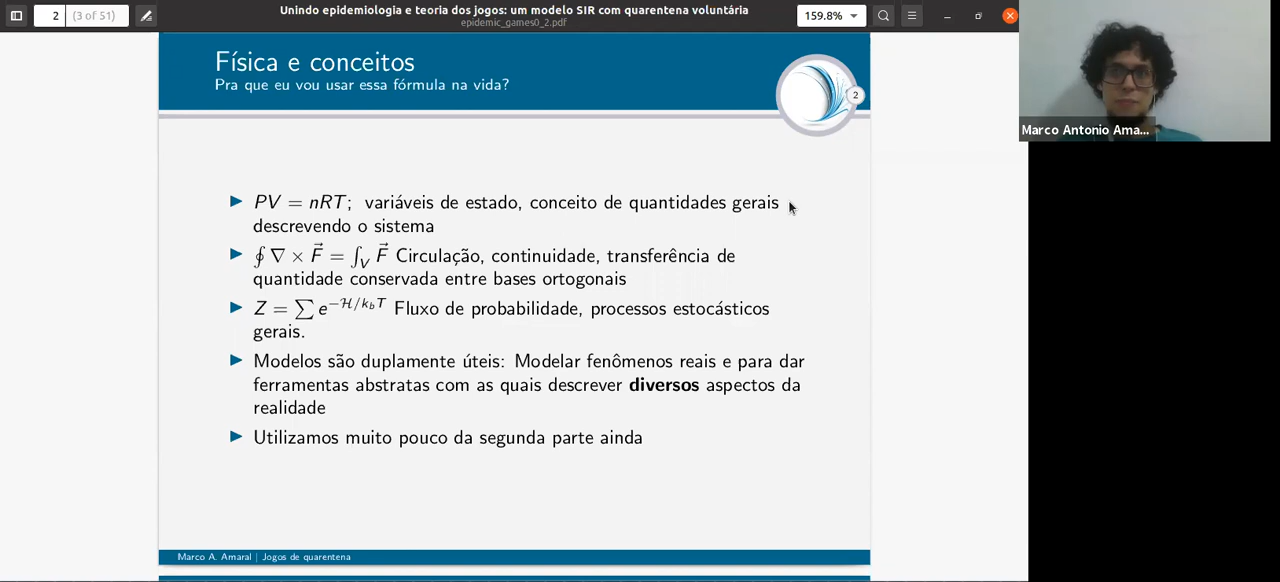 2
(3 of 51)
Unindo epidemiologia e teoria dos jogos: um modelo SIR com quarentena voluntária
epidemic_games0_2.pdf
159.8%
Física e conceitos
Pra que eu vou usar essa fórmula na vida?
2
Marco Antonio Ama...
PV = nRT; variáveis de estado, conceito de quantidades gerais
descrevendo o sistema
∮ ∇ × F⃗ = ∫_V F⃗ Circulação, continuidade, transferência de
quantidade conservada entre bases ortogonais
Z = ∑ e^{−ℋ/k_bT} Fluxo de probabilidade, processos estocásticos
gerais.
Modelos são duplamente úteis: Modelar fenômenos reais e para dar
ferramentas abstratas com as quais descrever diversos aspectos da
realidade
Utilizamos muito pouco da segunda parte ainda
Marco A. Amaral | Jogos de quarentena